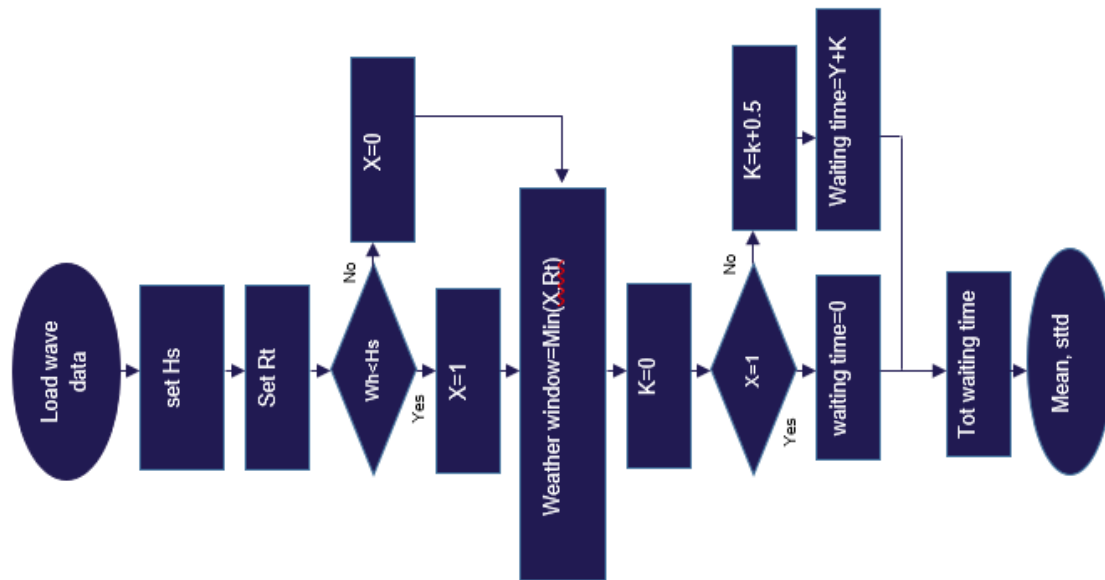 Load wave
data
set Hs
Set Rt
Wh<Hs
No
X=0
Yes
X=1
Weather window=Min(X,Rt)
K=0
X=1
No
K=k+0.5
Waiting time=Y+K
Yes
waiting time=0
Tot waiting time
Mean, sttd